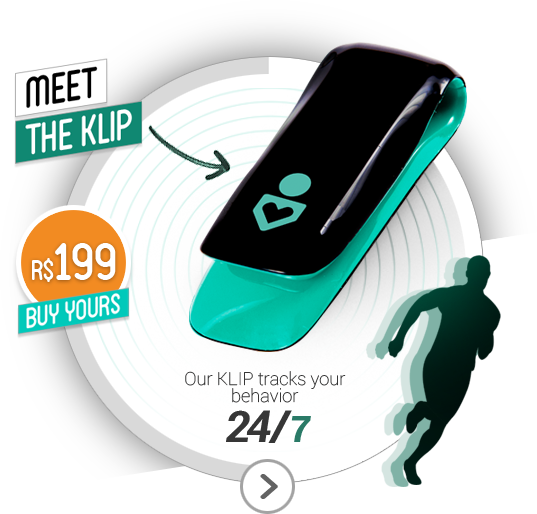 MEET
THE KLIP
R$199
BUY YOURS
Our KLIP tracks your
behavior
24/7